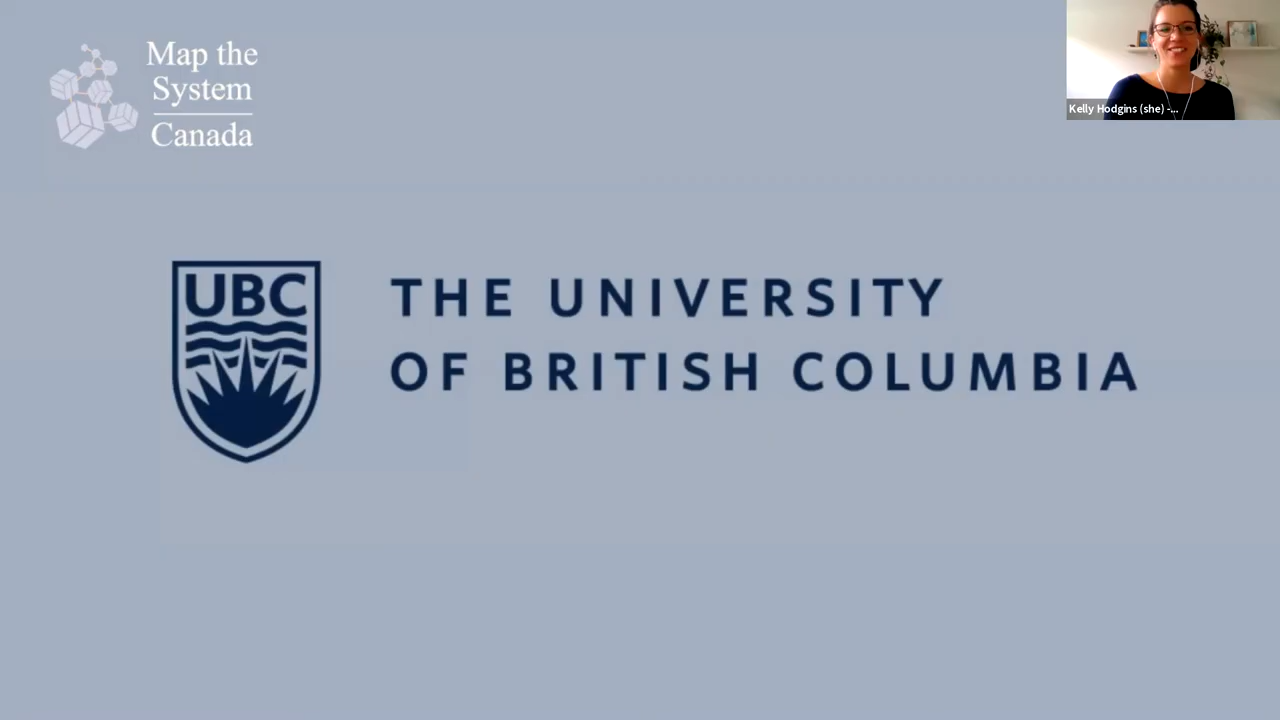 Map the
System
Canada
Kelly Hodgins (she) -...
UBC
THE UNIVERSITY
OF BRITISH COLUMBIA